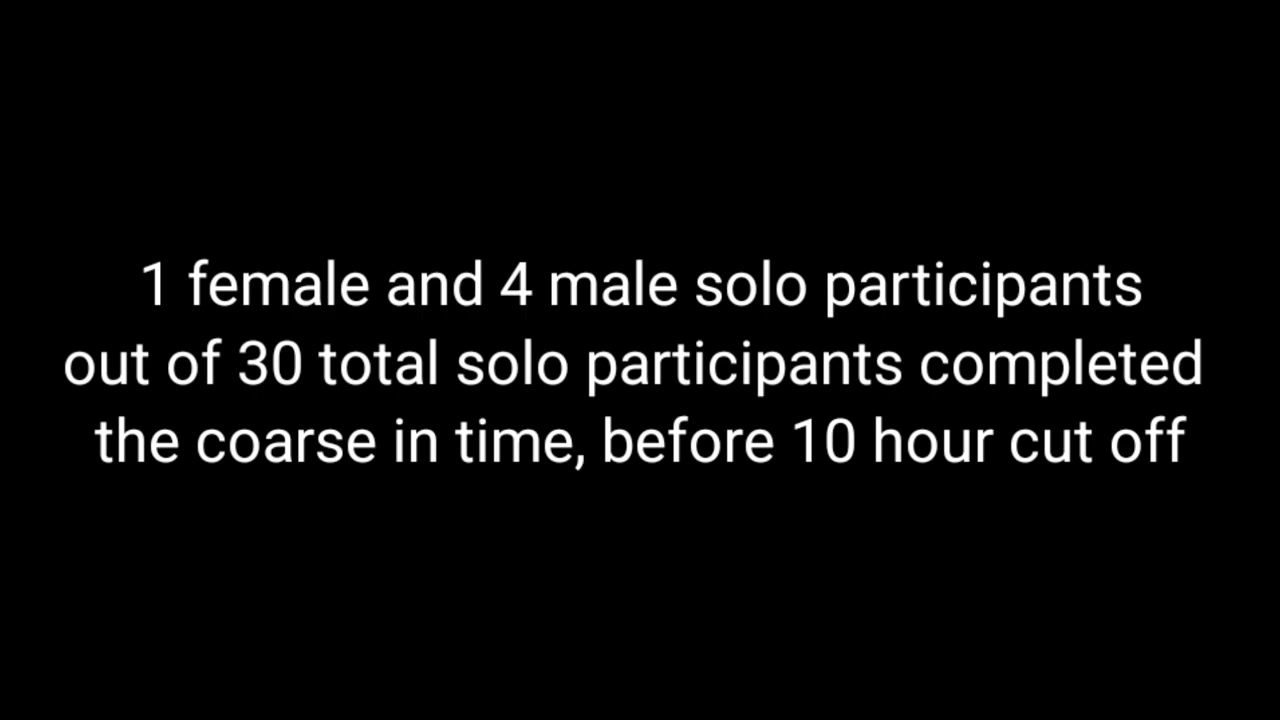 1 female and 4 male solo participants
out of 30 total solo participants completed
the coarse in time, before 10 hour cut off